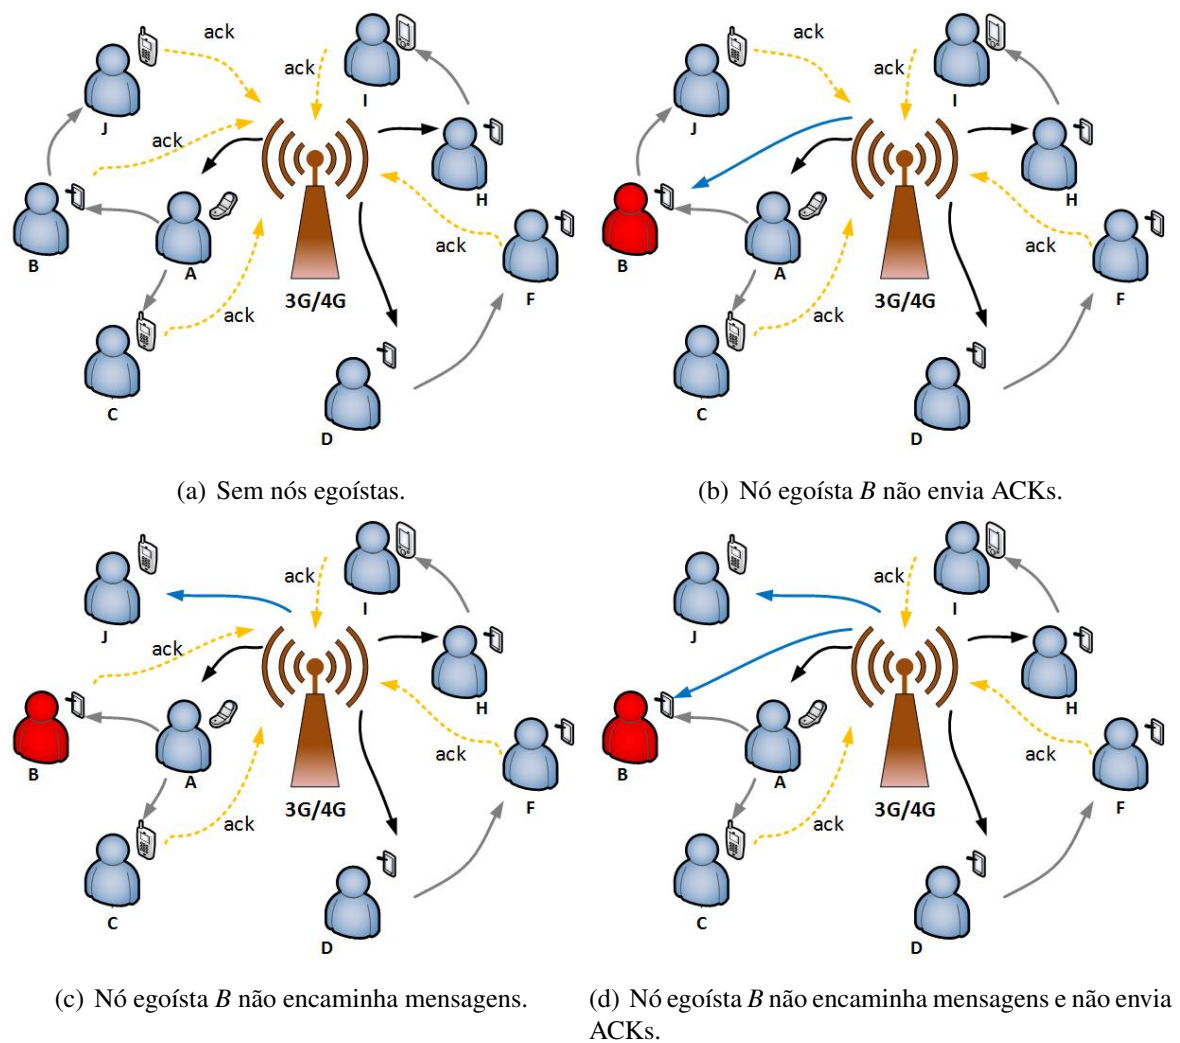 ack
ack
I
J
ack
H
B
A
ack
F
3G/4G
ack
C
D
(a) Sem nós egoístas.
ack
ack
I
J
H
B
A
ack
F
3G/4G
ack
C
D
(b) Nó egoísta B não envia ACKs.
ack
I
J
ack
H
B
A
ack
F
3G/4G
ack
C
D
(c) Nó egoísta B não encaminha mensagens.
ack
I
J
H
B
A
ack
F
3G/4G
ack
C
D
(d) Nó egoísta B não encaminha mensagens e não envia
ACKs.